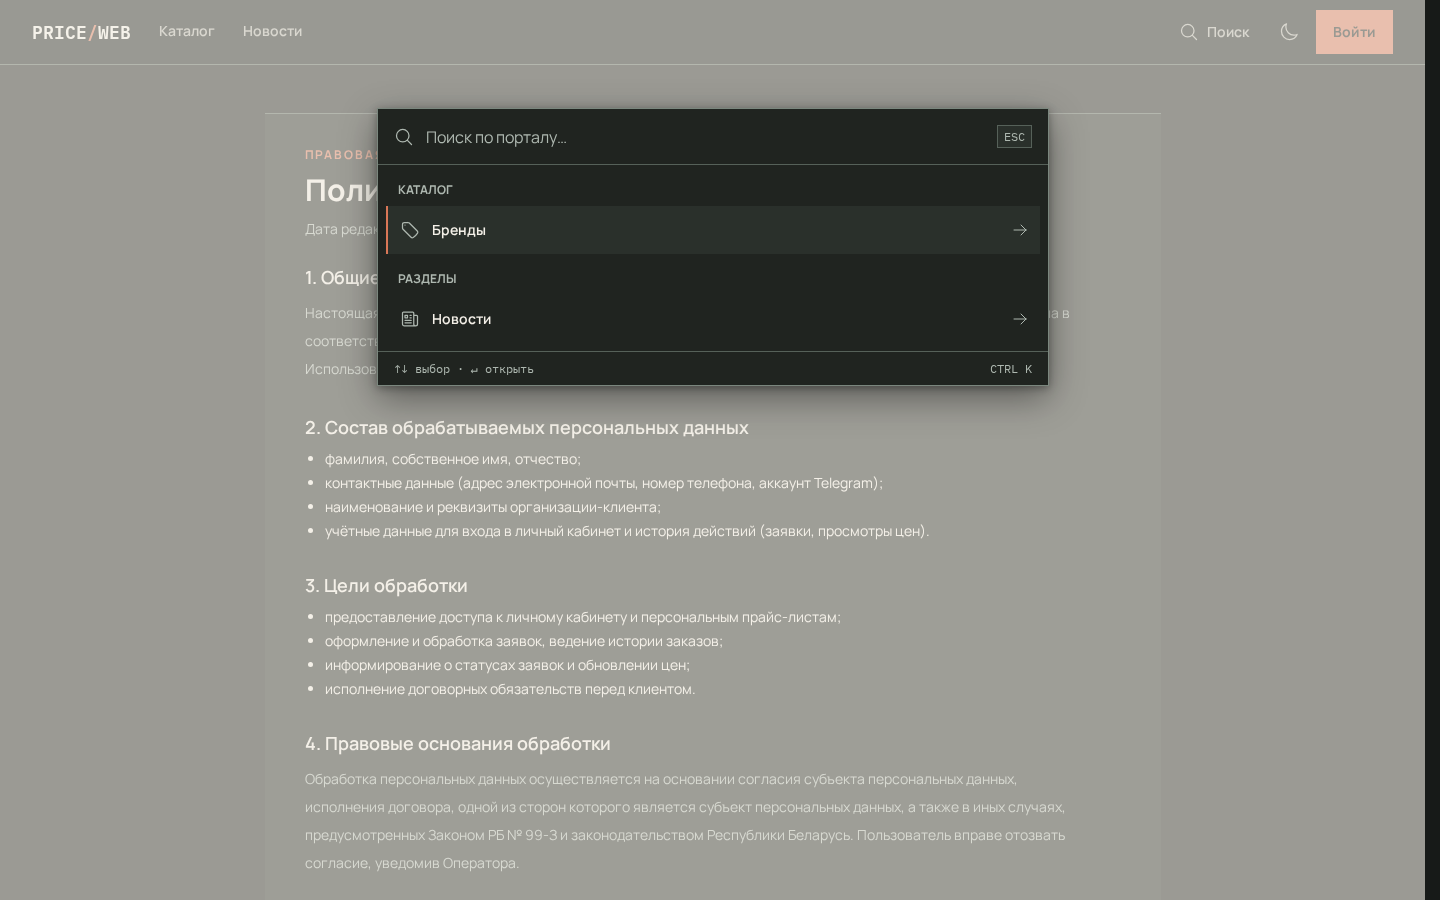 PRICE/WEB
Каталог
Новости
Поиск
Войти
Поиск по порталу...
ESC
КАТАЛОГ
Бренды
РАЗДЕЛЫ
Новости
↑↓ выбор · ↵ открыть
CTRL K
Дата
1. Общие
2. Состав обрабатываемых персональных данных
• фамилия, собственное имя, отчество;
• контактные данные (адрес электронной почты, номер телефона, аккаунт Telegram);
• наименование и реквизиты организации-клиента;
• учётные данные для входа в личный кабинет и история действий (заявки, просмотры цен).
3. Цели обработки
• предоставление доступа к личному кабинету и персональным прайс-листам;
• оформление и обработка заявок, ведение истории заказов;
• информирование о статусах заявок и обновлении цен;
• исполнение договорных обязательств перед клиентом.
4. Правовые основания обработки
Обработка персональных данных осуществляется на основании согласия субъекта персональных данных,
исполнения договора, одной из сторон которого является субъект персональных данных, а также в иных случаях,
предусмотренных Законом РБ № 99-З и законодательством Республики Беларусь. Пользователь вправе отозвать
согласие, уведомив Оператора.